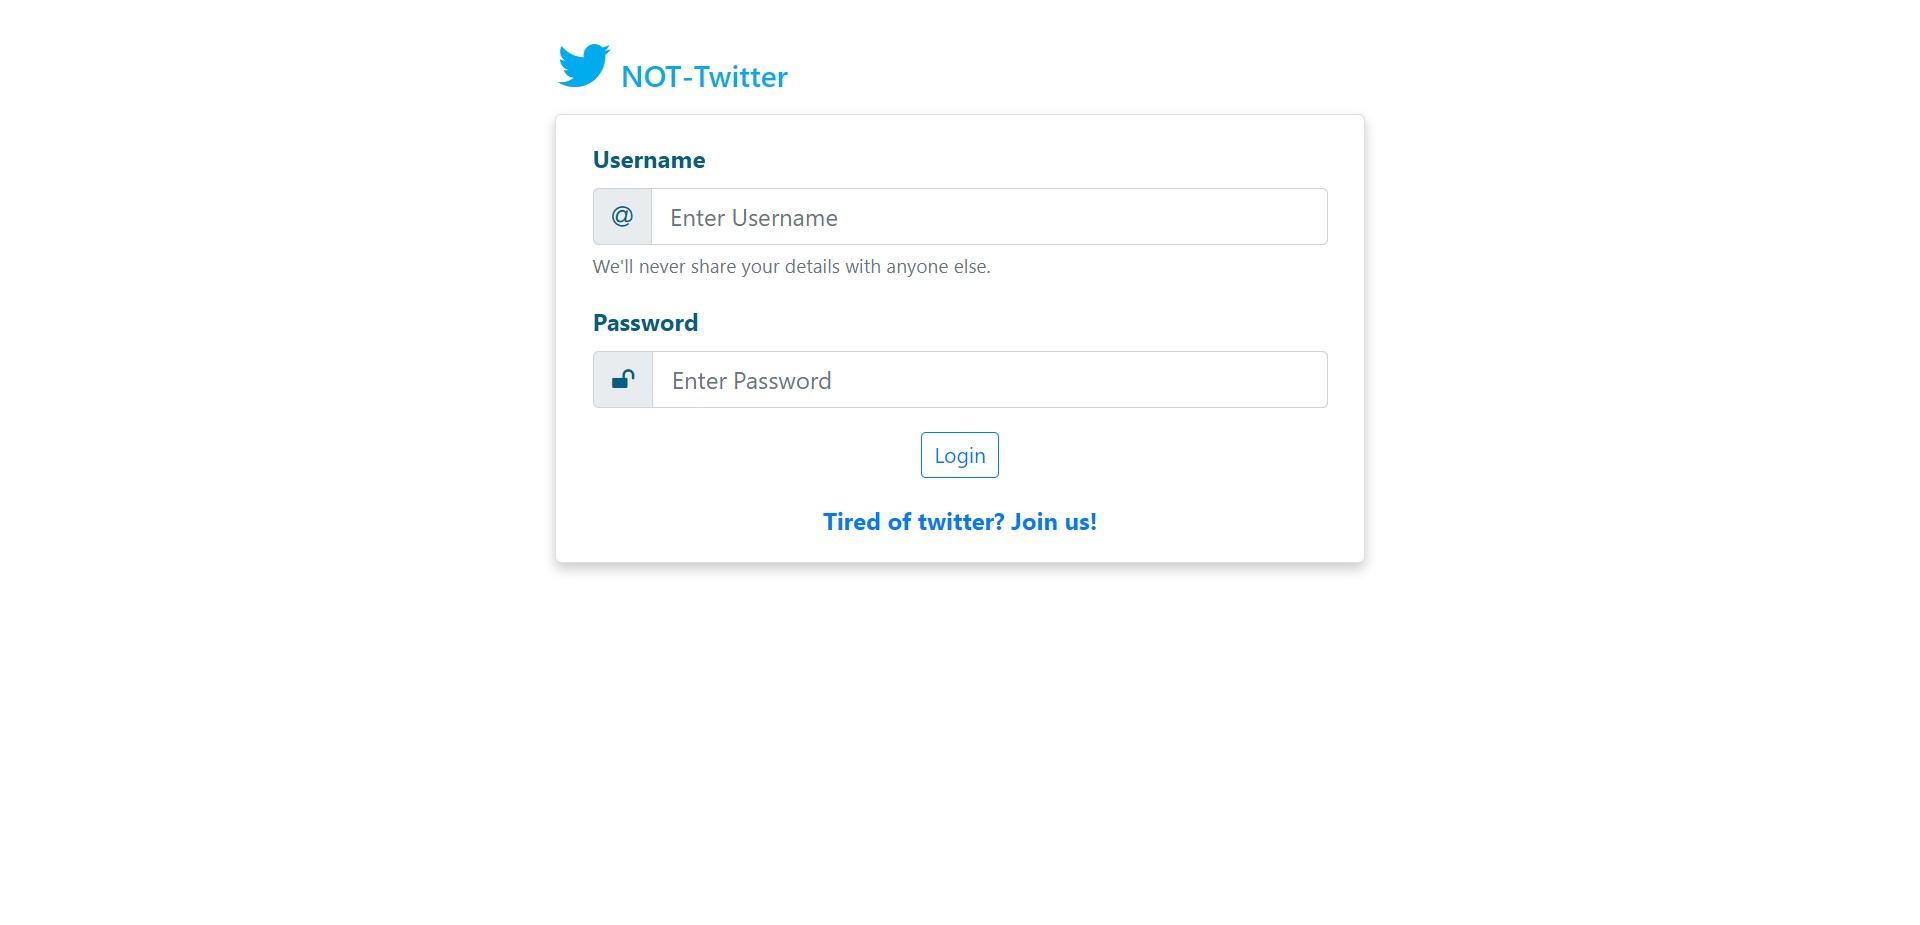 NOT-Twitter
Username
@ Enter Username
We'll never share your details with anyone else.
Password
Enter Password
Login
Tired of twitter? Join us!